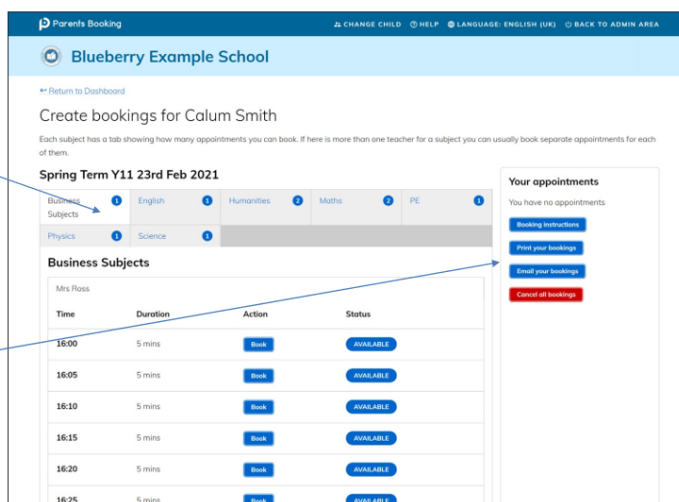 Parents Booking
CHANGE CHILD HELP LANGUAGE: ENGLISH (UK) BACK TO ADMIN AREA
Blueberry Example School
Return to Dashboard
Create bookings for Calum Smith
Each subject has a tab showing how many appointments you can book. If here is more than one teacher for a subject you can usually book separate appointments for each
of them.
Spring Term Y11 23rd Feb 2021
Business Subjects 1 English 1 Humanities 2 Maths 2 PE 1
Physics 1 Science 1
Business Subjects
Mrs Ross
Time Duration Action Status
16:00 5 mins Book AVAILABLE
16:05 5 mins Book AVAILABLE
16:10 5 mins Book AVAILABLE
16:15 5 mins Book AVAILABLE
16:20 5 mins Book AVAILABLE
16:25 5 mins Book AVAILABLE
Your appointments
You have no appointments
Booking instructions
Print your bookings
Email your bookings
Cancel all bookings